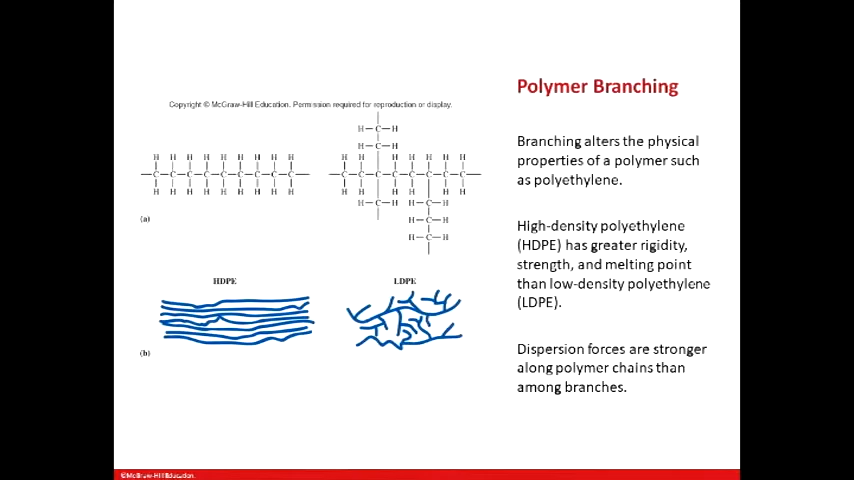 Polymer Branching
Copyright © McGraw-Hill Education. Permission required for reproduction or display.
H—C—H
H—C—H
H H H H H H H H H
—C—C—C—C—C—C—C—C—C—
H H H H H H H H H
H H H H H H H
—C—C—C—C—C—C—C—C—
H H H H H H
H—C—H H—C—H
H—C—H
H—C—H
(a)
HDPE
LDPE
(b)
Branching alters the physical
properties of a polymer such
as polyethylene.
High-density polyethylene
(HDPE) has greater rigidity,
strength, and melting point
than low-density polyethylene
(LDPE).
Dispersion forces are stronger
along polymer chains than
among branches.
©McGraw-Hill Education.